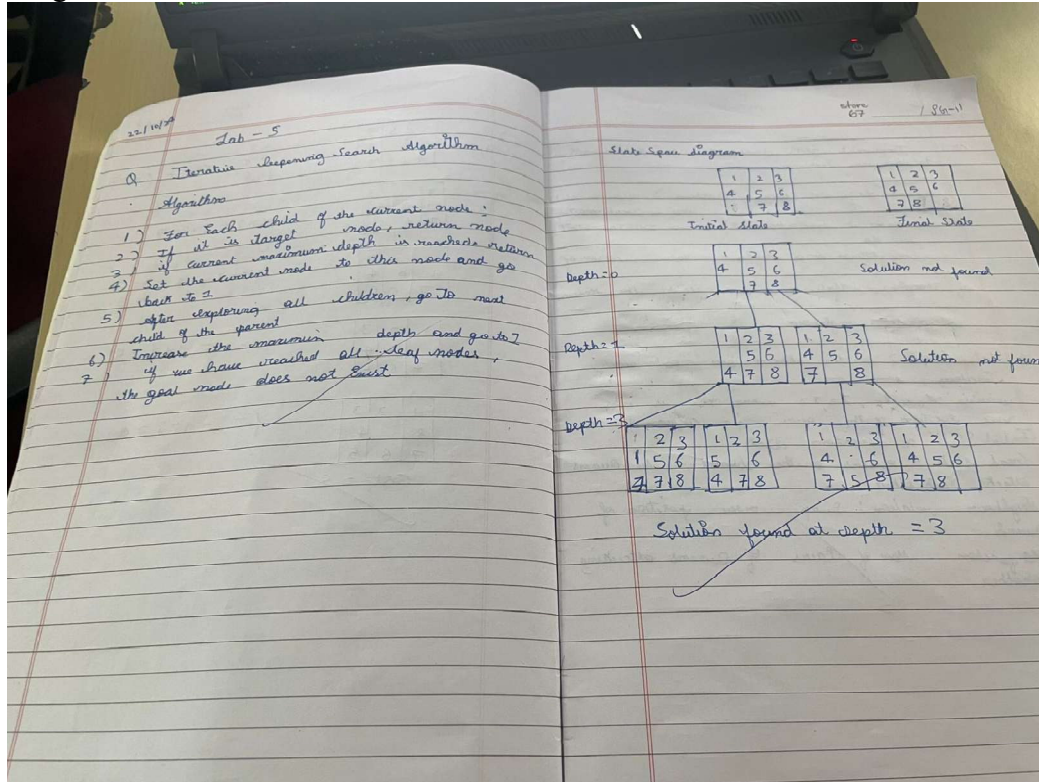 22/10/24
Lab - 5
Q Iterative Deepening Search Algorithm
Algorithm
1) For Each child of the current node :
2) If it is target node, return node
3) if current maximum depth is reached, return
4) Set the current node to this node and go
back to 1.
5) After exploring all children, go to next
child of the parent
6) Increase the maximum depth and go to 1
7) if we have reached all leaf nodes,
the goal node does not Exist
State Space diagram
1 2 3
4 5 6
7 8
Initial State
1 2 3
4 5 6
7 8
Final State
Depth = 0
1 2 3
4 5 6
7 8
Solution not found
Depth = 1
1 2 3
5 6
4 7 8
1 2 3
4 5 6
7 8
Solution not foun
Depth = 3
2 3
1 5 6
4 7 8
1 2 3
5 6
4 7 8
1 2 3
4 6
7 5 8
1 2 3
4 5 6
7 8
Solution found at depth = 3